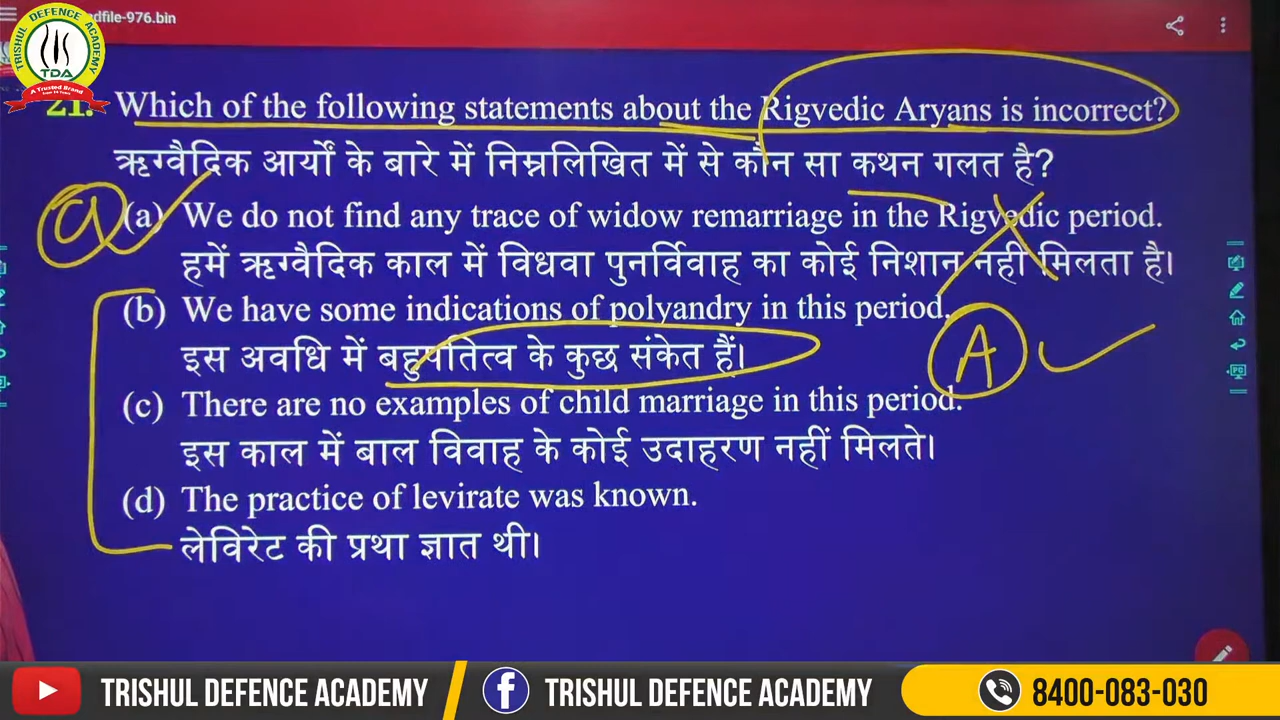 dfile-976.bin
TRISHUL DEFENCE ACADEMY
TDA
A Trusted Brand
21. Which of the following statements about the Rigvedic Aryans is incorrect?
ऋग्वैदिक आर्यों के बारे में निम्नलिखित में से कौन सा कथन गलत है?
a (a) We do not find any trace of widow remarriage in the Rigvedic period.
हमें ऋग्वैदिक काल में विधवा पुनर्विवाह का कोई निशान नही मिलता है।
(b) We have some indications of polyandry in this period.
इस अवधि में बहुपतित्व के कुछ संकेत हैं।
A
(c) There are no examples of child marriage in this period.
इस काल में बाल विवाह के कोई उदाहरण नहीं मिलते।
(d) The practice of levirate was known.
लेविरेट की प्रथा ज्ञात थी।
TRISHUL DEFENCE ACADEMY
f TRISHUL DEFENCE ACADEMY
8400-083-030